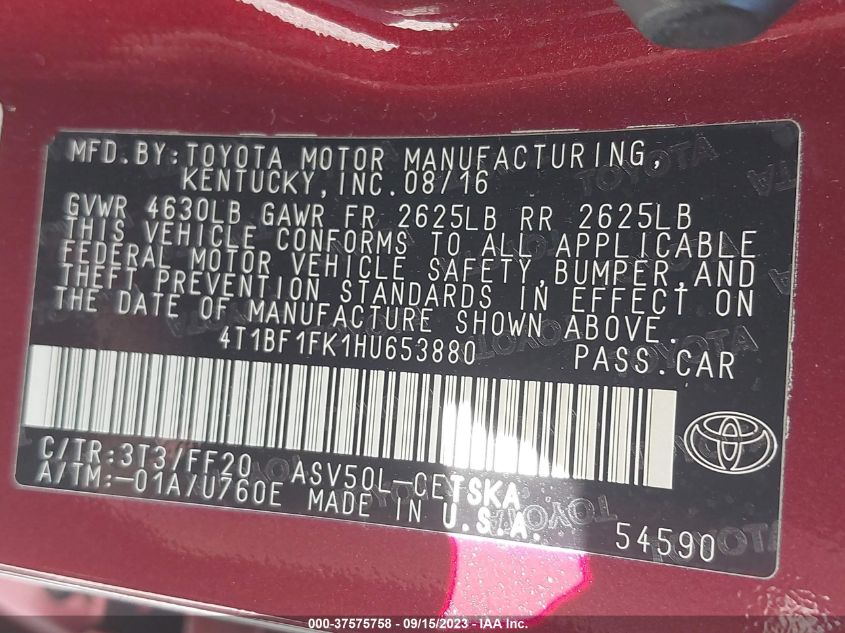 MFD.BY:TOYOTA MOTOR MANUFACTURING,
KENTUCKY,INC.08/16
GVWR 4630LB GAWR FR 2625LB RR 2625LB
THIS VEHICLE CONFORMS TO ALL APPLICABLE
FEDERAL MOTOR VEHICLE SAFETY,BUMPER,AND
THEFT PREVENTION STANDARDS IN EFFECT ON
THE DATE OF MANUFACTURE SHOWN ABOVE.
4T1BF1FK1HU653880 PASS.CAR
C/TR:3T3/FF20 ASV50L-CETSKA
A/TM:-01A/U760E MADE IN U.S.A.
54590
000-37575758 - 09/15/2023 - IAA Inc.